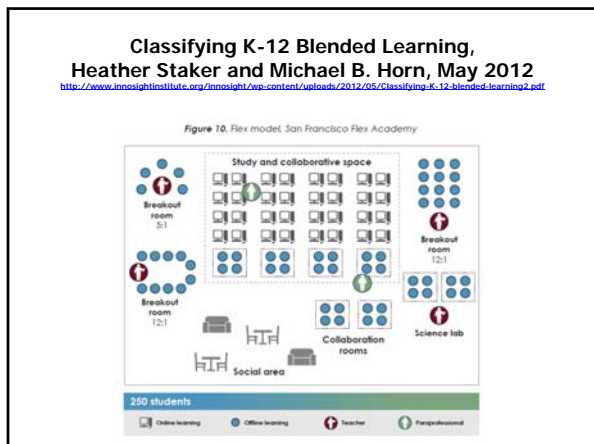 Classifying K-12 Blended Learning,
Heather Staker and Michael B. Horn, May 2012
http://www.innosightinstitute.org/innosight/wp-content/uploads/2012/05/Classifying-K-12-blended-learning2.pdf
Figure 10. Flex model, San Francisco Flex Academy
Study and collaborative space
Breakout
room
5:1
Breakout
room
12:1
Breakout
room
12:1
Science lab
Collaboration
rooms
Social area
250 students
Online learning
Offline learning
Teacher
Paraprofessional